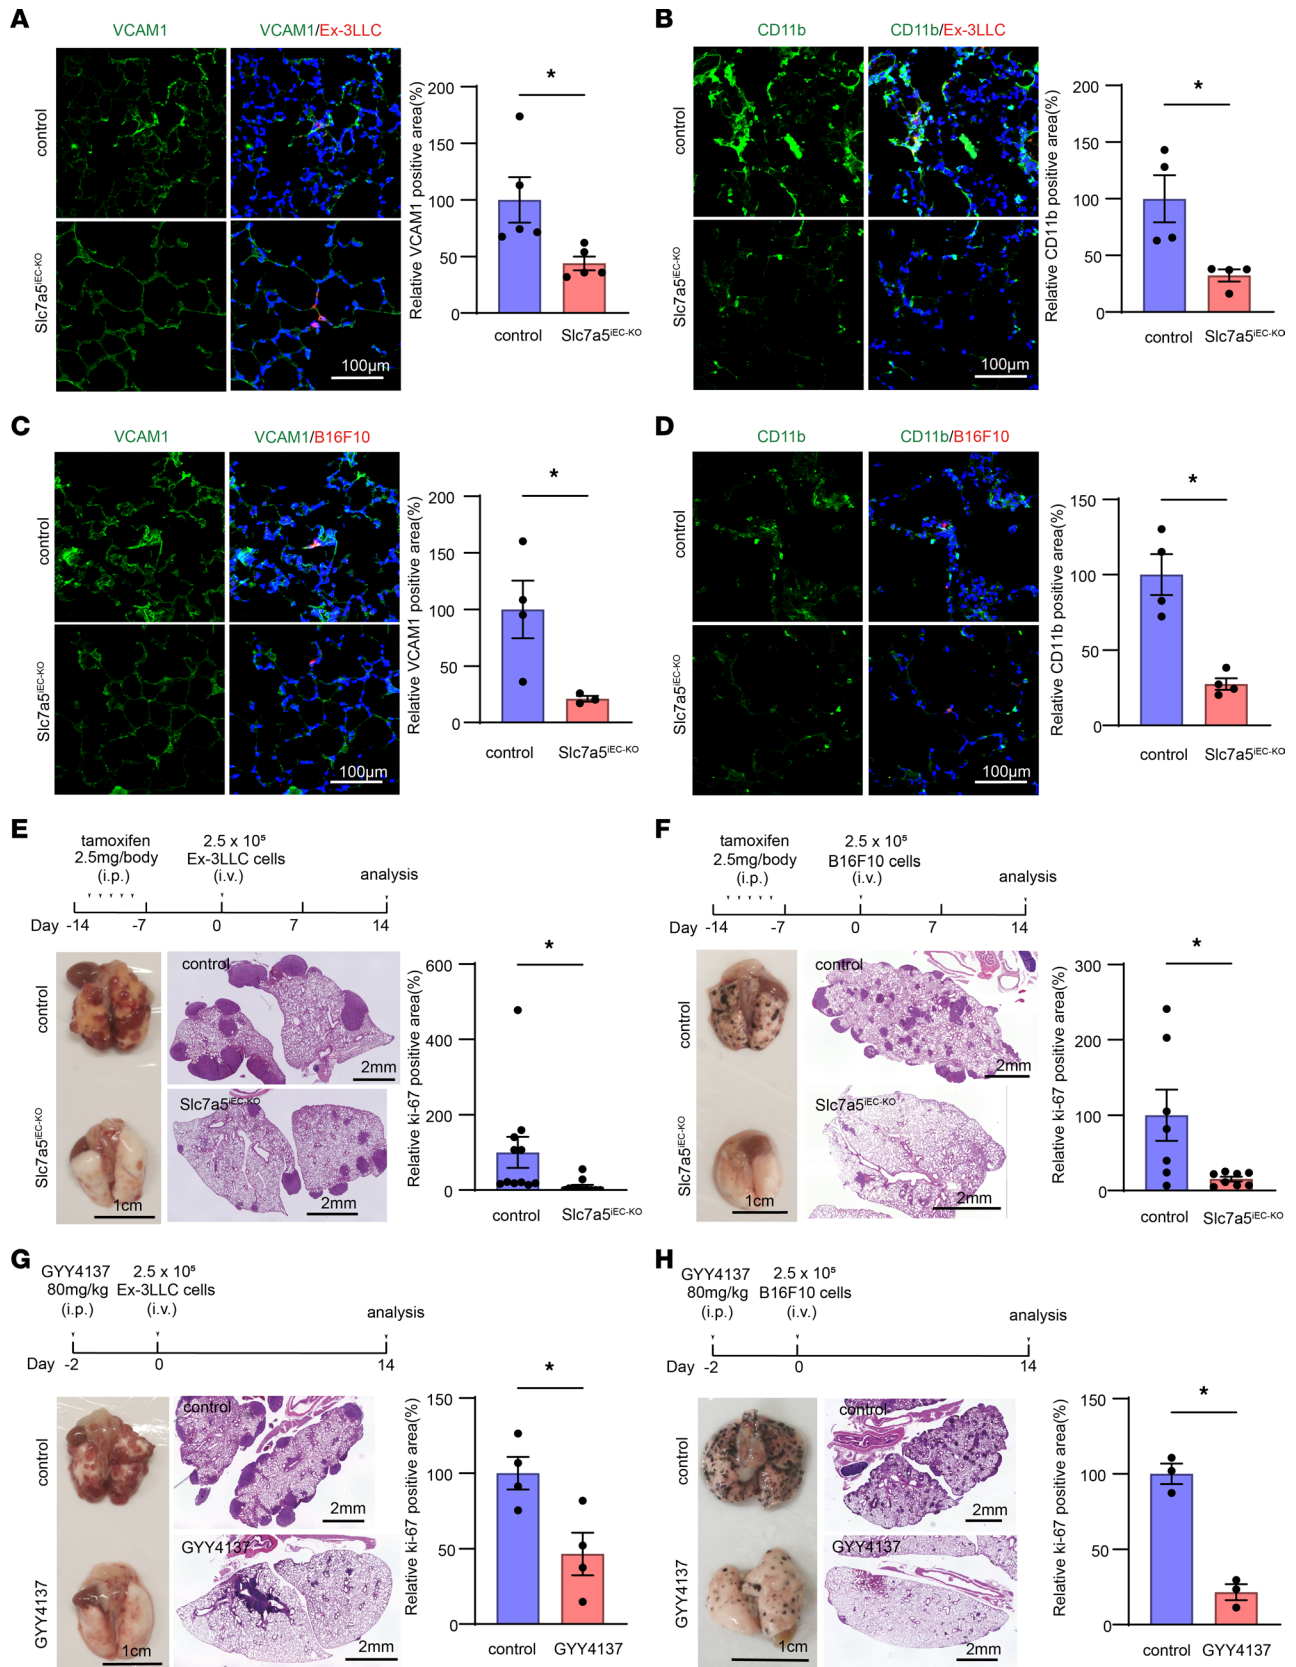 A
VCAM1
VCAM1/Ex-3LLC
control
Slc7a5iEC-KO
100μm
Relative VCAM1 positive area(%)
200
150
100
50
0
*
control
Slc7a5iEC-KO
B
CD11b
CD11b/Ex-3LLC
control
Slc7a5iEC-KO
100μm
Relative CD11b positive area(%)
200
150
100
50
0
*
control
Slc7a5iEC-KO
C
VCAM1
VCAM1/B16F10
control
Slc7a5iEC-KO
100μm
Relative VCAM1 positive area(%)
200
150
100
50
0
*
control
Slc7a5iEC-KO
D
CD11b
CD11b/B16F10
control
Slc7a5iEC-KO
100μm
Relative CD11b positive area(%)
150
100
50
0
*
control
Slc7a5iEC-KO
E
tamoxifen
2.5mg/body
(i.p.)
2.5 x 10⁵
Ex-3LLC cells
(i.v.)
analysis
Day
-14
-7
0
7
14
control
Slc7a5iEC-KO
1cm
control
2mm
Slc7a5iEC-KO
2mm
Relative ki-67 positive area(%)
600
400
200
0
*
control
Slc7a5iEC-KO
F
tamoxifen
2.5mg/body
(i.p.)
2.5 x 10⁵
B16F10 cells
(i.v.)
analysis
Day
-14
-7
0
7
14
control
Slc7a5iEC-KO
1cm
control
2mm
Slc7a5iEC-KO
2mm
Relative ki-67 positive area(%)
300
200
100
0
*
control
Slc7a5iEC-KO
G
GYY4137
80mg/kg
(i.p.)
2.5 x 10⁵
Ex-3LLC cells
(i.v.)
analysis
Day
-2
0
14
control
GYY4137
1cm
control
2mm
GYY4137
2mm
Relative ki-67 positive area(%)
150
100
50
0
*
control
GYY4137
H
GYY4137
80mg/kg
(i.p.)
2.5 x 10⁵
B16F10 cells
(i.v.)
analysis
Day
-2
0
14
control
GYY4137
1cm
control
2mm
GYY4137
2mm
Relative ki-67 positive area(%)
150
100
50
0
*
control
GYY4137